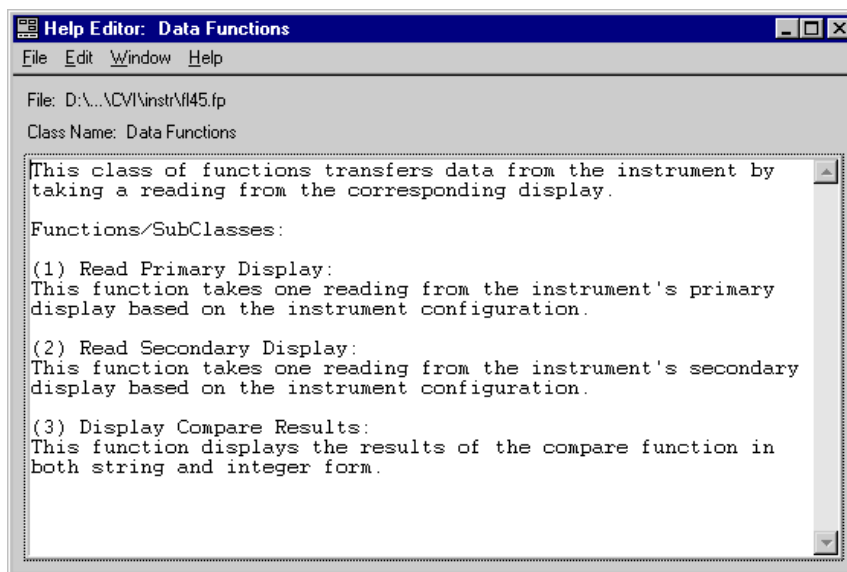 Help Editor: Data Functions
File Edit Window Help
File: D:\...\CVI\instr\fl45.fp
Class Name: Data Functions
This class of functions transfers data from the instrument by
taking a reading from the corresponding display.
Functions/SubClasses:
(1) Read Primary Display:
This function takes one reading from the instrument's primary
display based on the instrument configuration.
(2) Read Secondary Display:
This function takes one reading from the instrument's secondary
display based on the instrument configuration.
(3) Display Compare Results:
This function displays the results of the compare function in
both string and integer form.